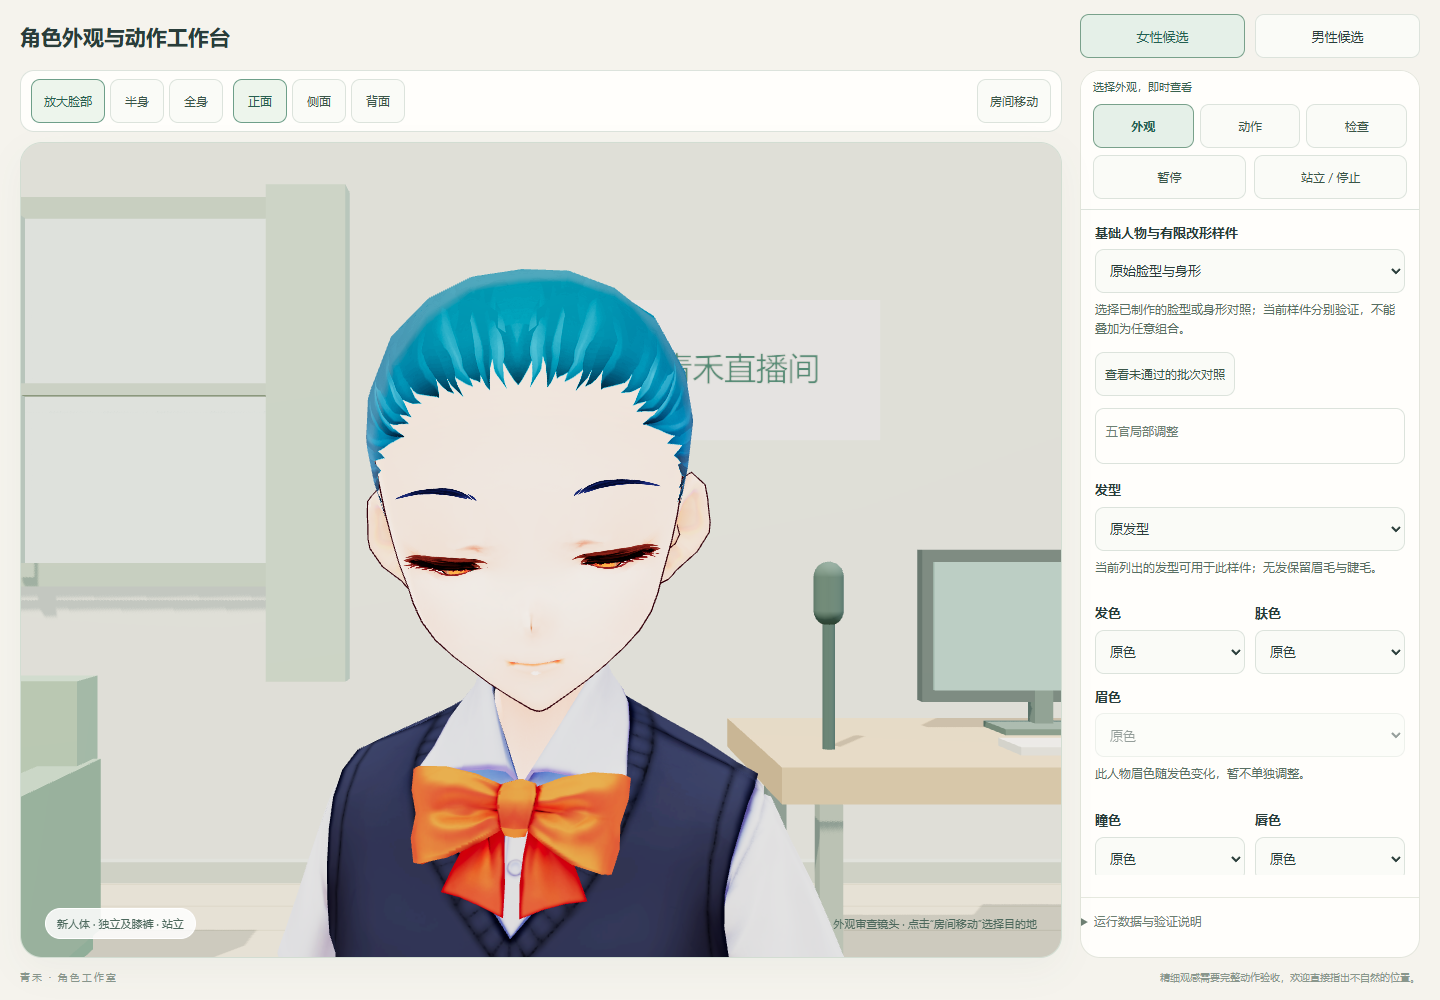 角色外观与动作工作台
女性候选
男性候选
放大脸部
半身
全身
正面
侧面
背面
房间移动
选择外观，即时查看
外观
动作
检查
暂停
站立 / 停止
基础人物与有限改形样件
原始脸型与身形
选择已制作的脸型或身形对照；当前样件分别验证，不能
叠加为任意组合。
查看未通过的批次对照
五官局部调整
发型
原发型
当前列出的发型可用于此样件；无发保留眉毛与睫毛。
发色
肤色
原色
原色
眉色
原色
此人物眉色随发色变化，暂不单独调整。
瞳色
唇色
原色
原色
运行数据与验证说明
青禾直播间
新人体 · 独立及膝裤 · 站立
外观审查镜头 · 点击“房间移动”选择目的地
青禾 · 角色工作室
精细观感需要完整动作验收，欢迎直接指出不自然的位置。